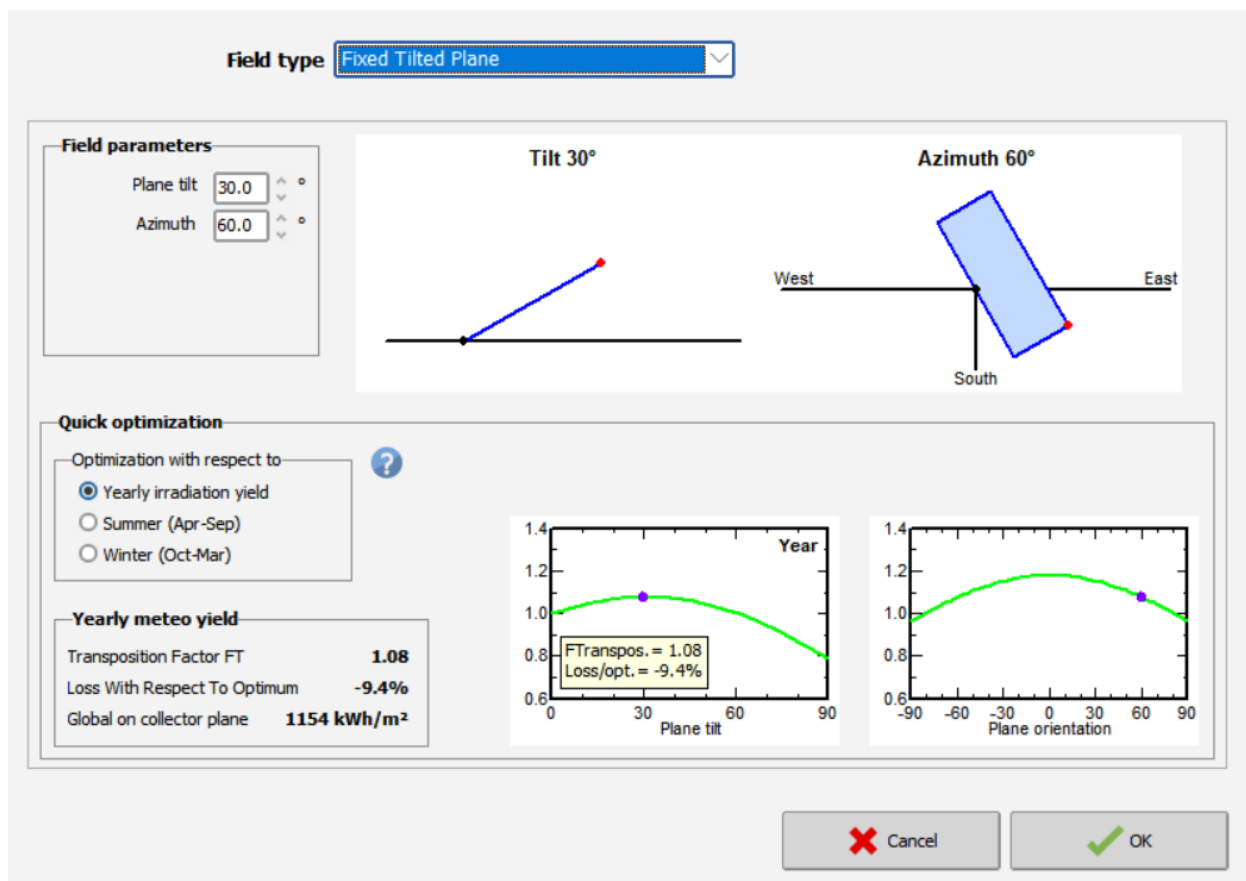 Field type Fixed Tilted Plane
Field parameters
Plane tilt 30.0 °
Azimuth 60.0 °
Tilt 30°
Azimuth 60°
West
East
South
Quick optimization
Optimization with respect to
Yearly irradiation yield
Summer (Apr-Sep)
Winter (Oct-Mar)
?
Yearly meteo yield
Transposition Factor FT 1.08
Loss With Respect To Optimum -9.4%
Global on collector plane 1154 kWh/m²
Year
1.4
1.2
1.0
0.8
0.6
FTranspos. = 1.08
Loss/opt. = -9.4%
0 30 60 90
Plane tilt
1.4
1.2
1.0
0.8
0.6
-90 -60 -30 0 30 60 90
Plane orientation
Cancel
OK